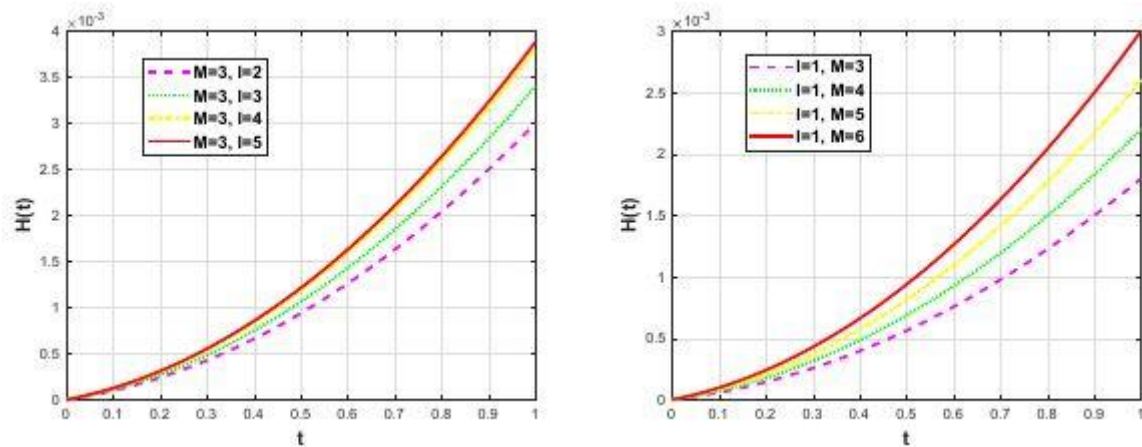 ×10⁻³
4
3.5
3
2.5
2
1.5
1
0.5
0
H(t)
M=3, I=2
M=3, I=3
M=3, I=4
M=3, I=5
0 0.1 0.2 0.3 0.4 0.5 0.6 0.7 0.8 0.9 1
t
×10⁻³
3
2.5
2
1.5
1
0.5
0
H(t)
I=1, M=3
I=1, M=4
I=1, M=5
I=1, M=6
0 0.1 0.2 0.3 0.4 0.5 0.6 0.7 0.8 0.9 1
t